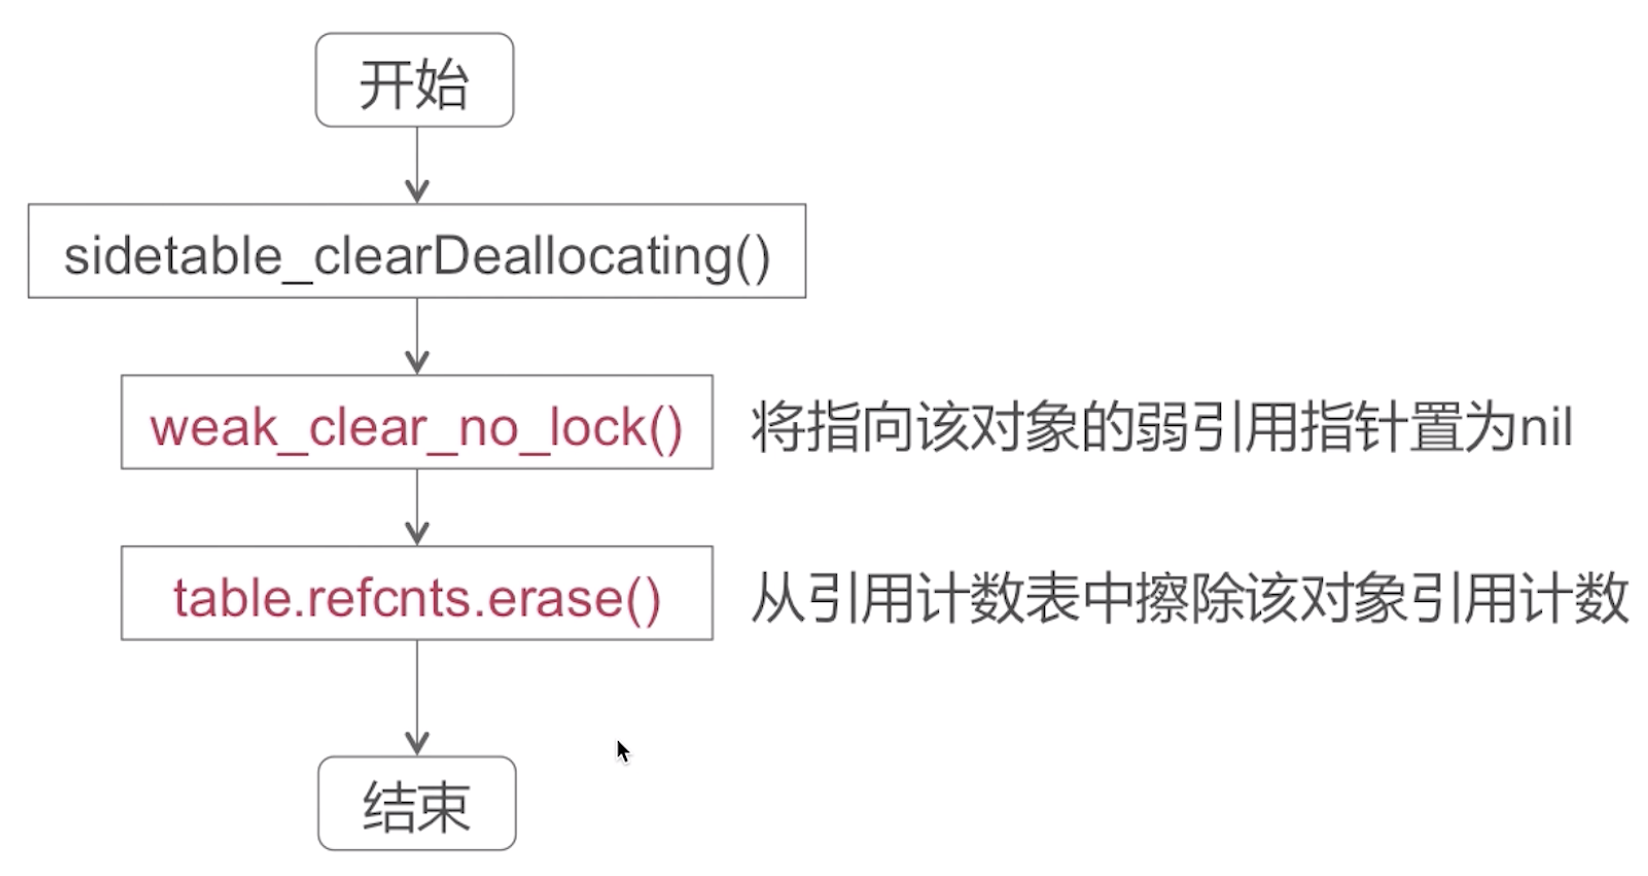 开始
sidetable_clearDeallocating()
weak_clear_no_lock() 将指向该对象的弱引用指针置为nil
table.refcnts.erase() 从引用计数表中擦除该对象引用计数
结束